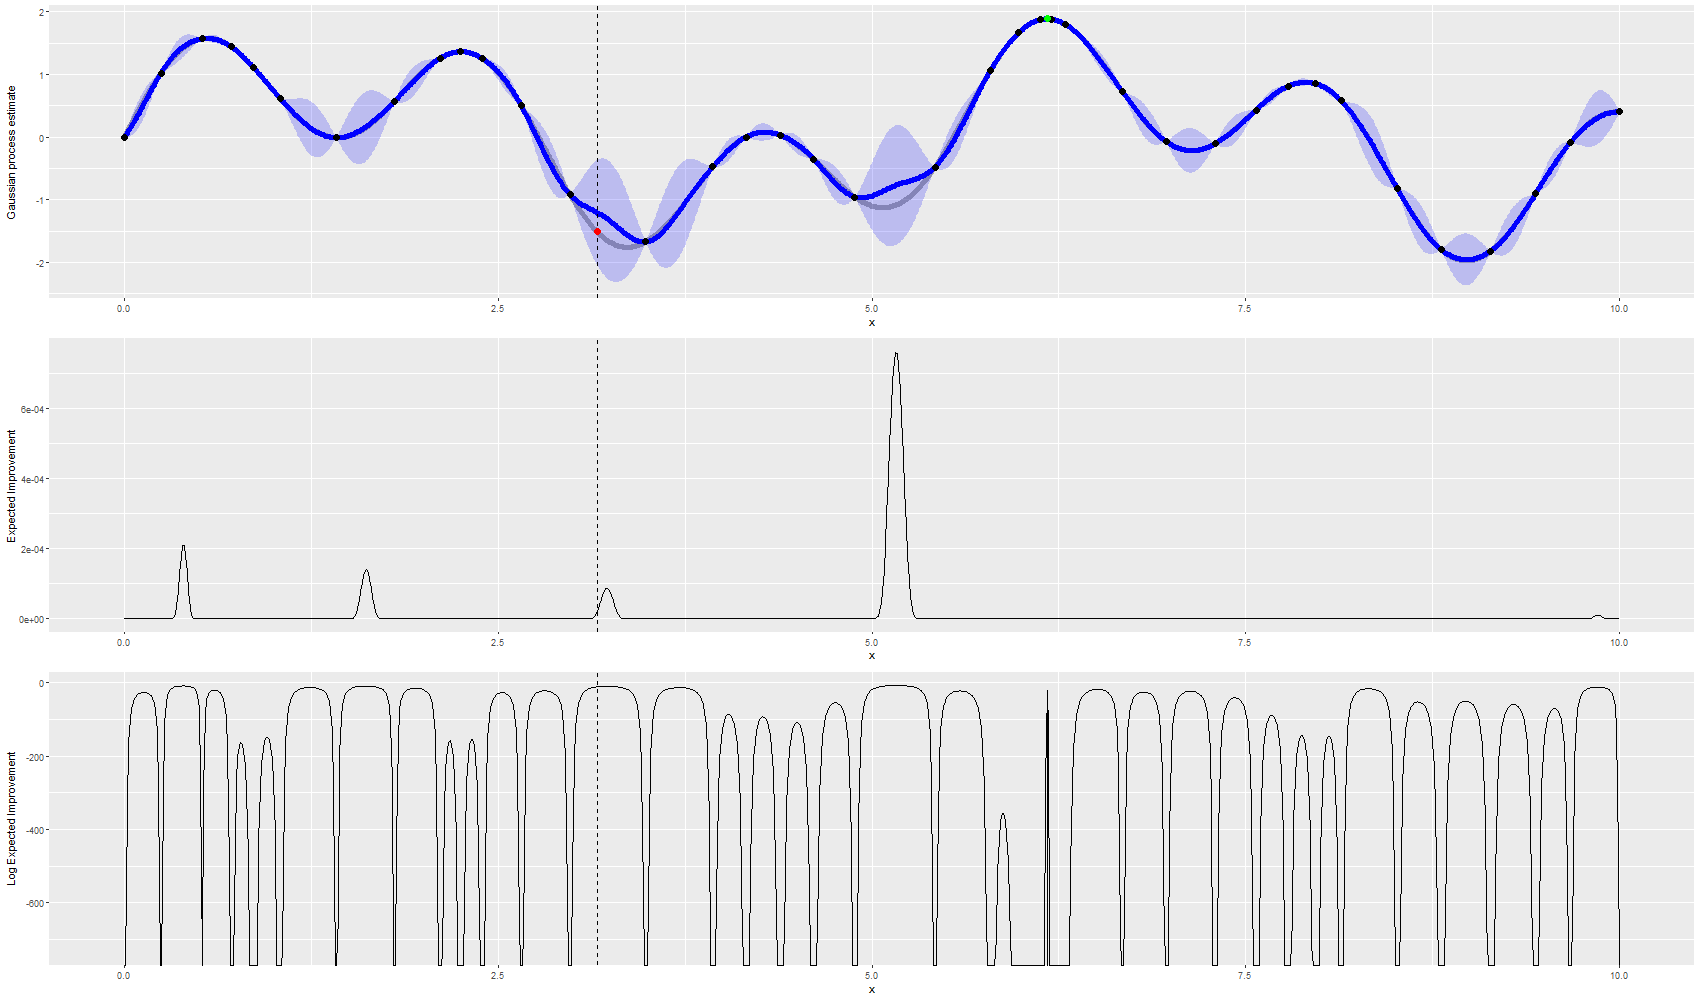 Gaussian process estimate
2
1
0
-1
-2
0.0 2.5 5.0 7.5 10.0
x
Expected Improvement
6e-04
4e-04
2e-04
0e+00
0.0 2.5 5.0 7.5 10.0
x
Log Expected Improvement
0
-200
-400
-600
0.0 2.5 5.0 7.5 10.0
x